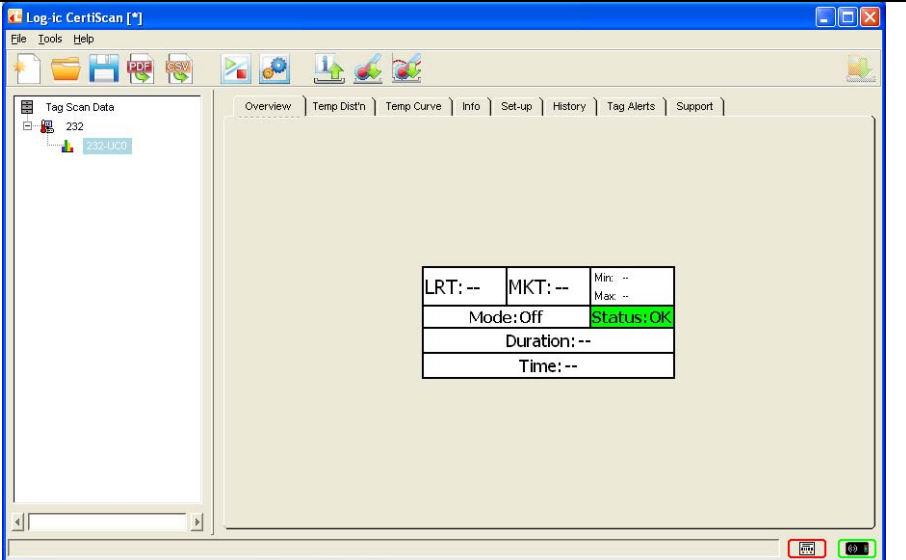 Log-ic CertiScan [*]
File Tools Help
PDF CSV
Tag Scan Data
232
232-UC0
Overview Temp Dist'n Temp Curve Info Set-up History Tag Alerts Support
LRT: -- MKT: -- Min: --
Max: --
Mode:Off Status:OK
Duration: --
Time: --